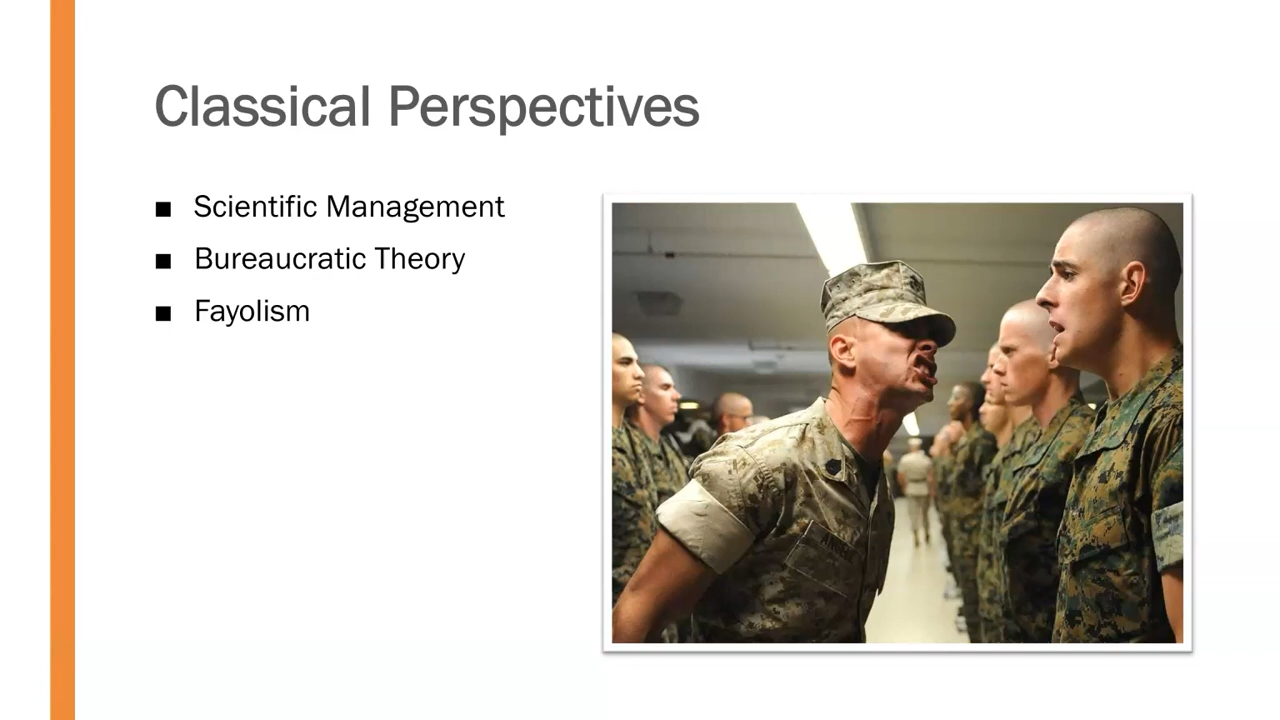 Classical Perspectives
■ Scientific Management
■ Bureaucratic Theory
■ Fayolism